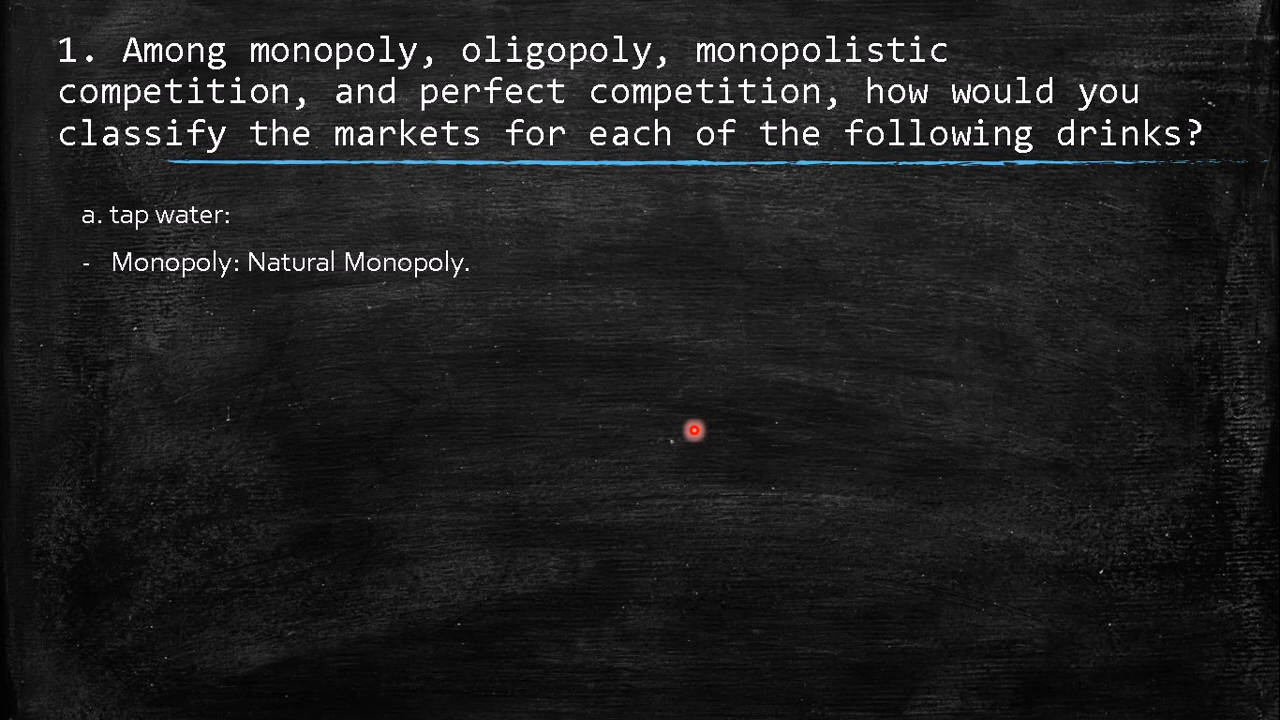 1. Among monopoly, oligopoly, monopolistic
competition, and perfect competition, how would you
classify the markets for each of the following drinks?
a. tap water:
- Monopoly: Natural Monopoly.